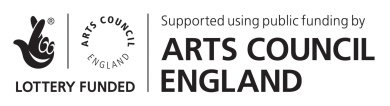 ®
ARTS COUNCIL
ENGLAND
LOTTERY FUNDED
Supported using public funding by
ARTS COUNCIL
ENGLAND